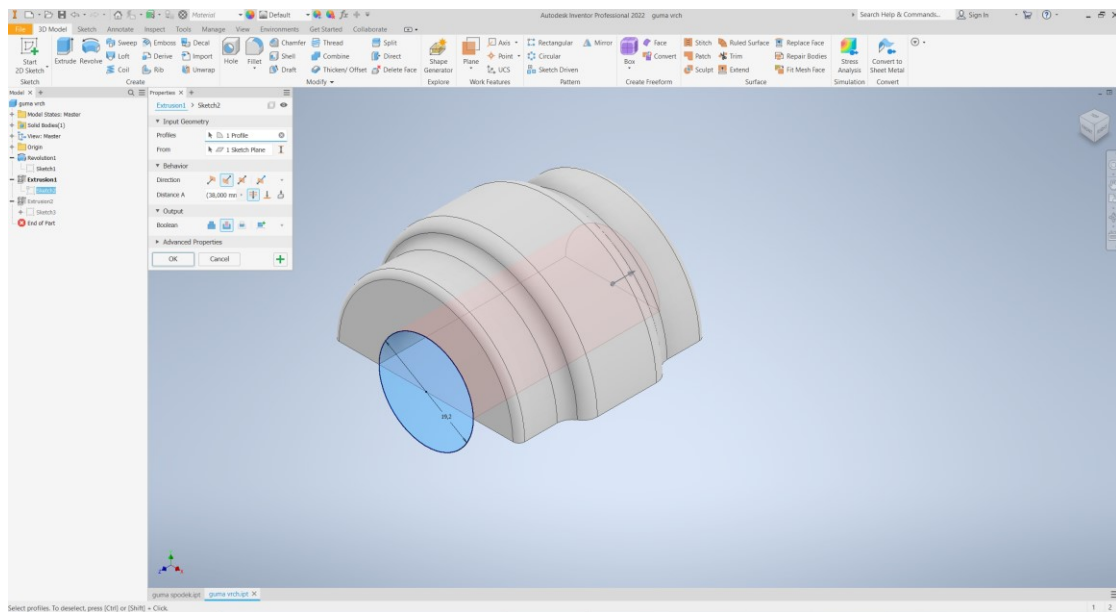 Material
Default
Autodesk Inventor Professional 2022 guma vrch
Search Help & Commands...
Sign In
File 3D Model Sketch Annotate Inspect Tools Manage View Environments Get Started Collaborate
Start 2D Sketch
Extrude Revolve
Sweep Emboss Decal
Loft Derive Import
Coil Rib Unwrap
Hole Fillet
Chamfer Thread Split
Shell Combine Direct
Draft Thicken/ Offset Delete Face
Shape Generator
Plane
Axis
Point
UCS
Rectangular Mirror
Circular
Sketch Driven
Box
Face
Convert
Stitch Ruled Surface Replace Face
Patch Trim Repair Bodies
Sculpt Extend Fit Mesh Face
Stress Analysis
Convert to Sheet Metal
Sketch Create Modify Explore Work Features Pattern Create Freeform Surface Simulation Convert
Model X +
guma vrch
Model States: Master
Solid Bodies(1)
View: Master
Origin
Revolution1
Sketch1
Extrusion1
Sketch2
Extrusion2
Sketch3
End of Part
Properties X +
Extrusion1 > Sketch2
Input Geometry
Profiles 1 Profile
From 1 Sketch Plane
Behavior
Direction
Distance A (38,000 mm
Output
Boolean
Advanced Properties
OK Cancel
19,2
guma spodek.ipt guma vrch.ipt X
Select profiles. To deselect, press [Ctrl] or [Shift] + Click.
1 2